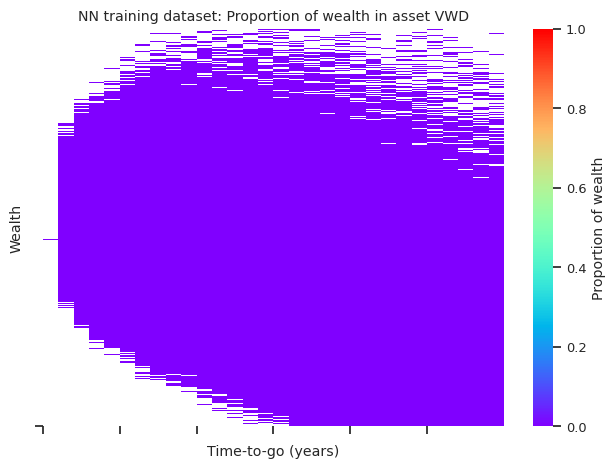 NN training dataset: Proportion of wealth in asset VWD
Wealth
Time-to-go (years)
1.0
0.8
0.6
0.4
0.2
0.0
Proportion of wealth